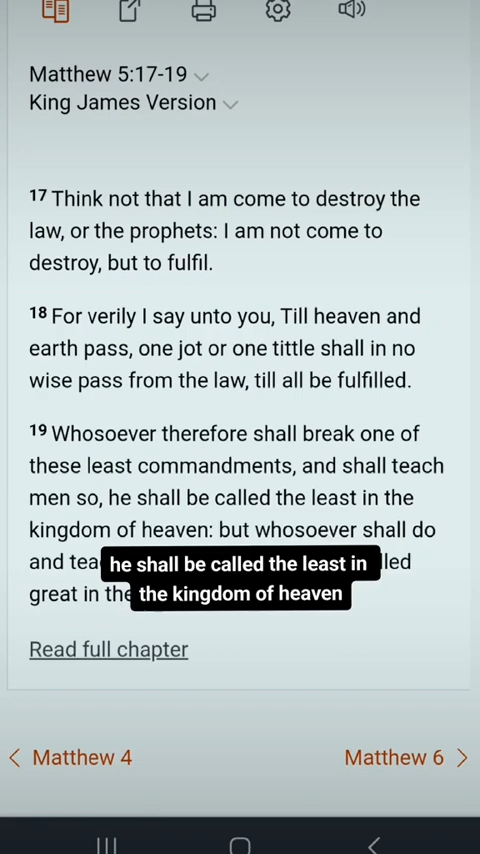 Matthew 5:17-19
King James Version
17 Think not that I am come to destroy the
law, or the prophets: I am not come to
destroy, but to fulfil.
18 For verily I say unto you, Till heaven and
earth pass, one jot or one tittle shall in no
wise pass from the law, till all be fulfilled.
19 Whosoever therefore shall break one of
these least commandments, and shall teach
men so, he shall be called the least in the
kingdom of heaven: but whosoever shall do
and
he shall be called the least in
great in
the kingdom of heaven
Read full chapter
Matthew 4
Matthew 6